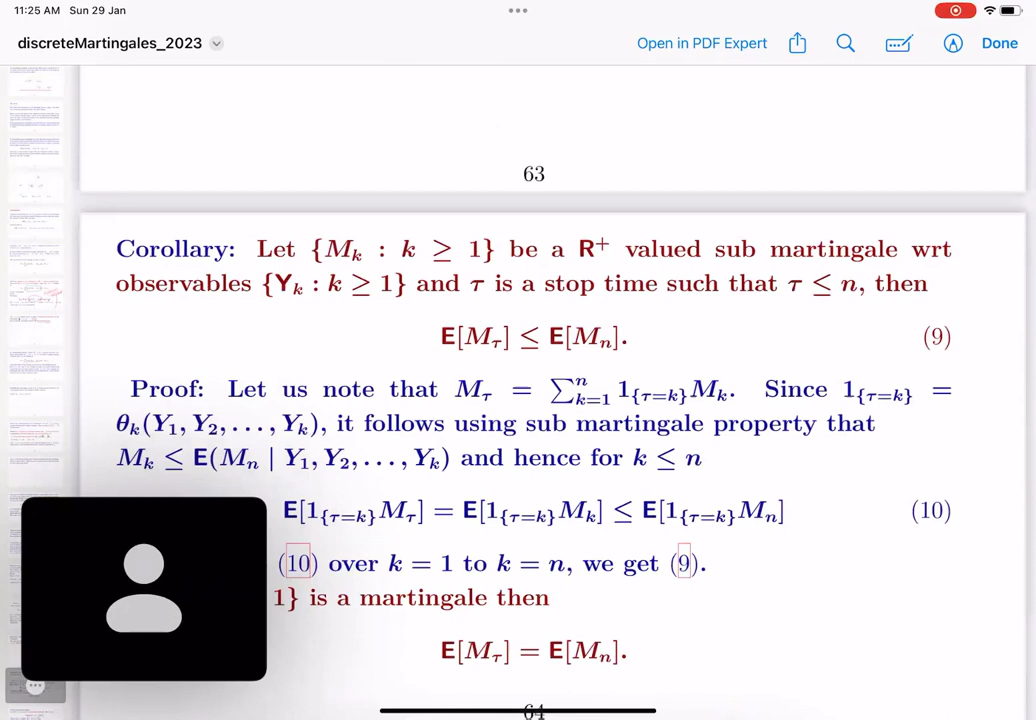 11:25 AM Sun 29 Jan
discreteMartingales_2023
Open in PDF Expert
Done
63
Corollary: Let {M_k : k ≥ 1} be a R^+ valued sub martingale wrt
observables {Y_k : k ≥ 1} and τ is a stop time such that τ ≤ n, then
E[M_τ] ≤ E[M_n]. (9)
Proof: Let us note that M_τ = ∑_{k=1}^n 1_{{τ=k}} M_k. Since 1_{{τ=k}} =
θ_k(Y_1, Y_2, . . . , Y_k), it follows using sub martingale property that
M_k ≤ E(M_n | Y_1, Y_2, . . . , Y_k) and hence for k ≤ n
E[1_{{τ=k}} M_τ] = E[1_{{τ=k}} M_k] ≤ E[1_{{τ=k}} M_n] (10)
(10) over k = 1 to k = n, we get (9).
1} is a martingale then
E[M_τ] = E[M_n].
64